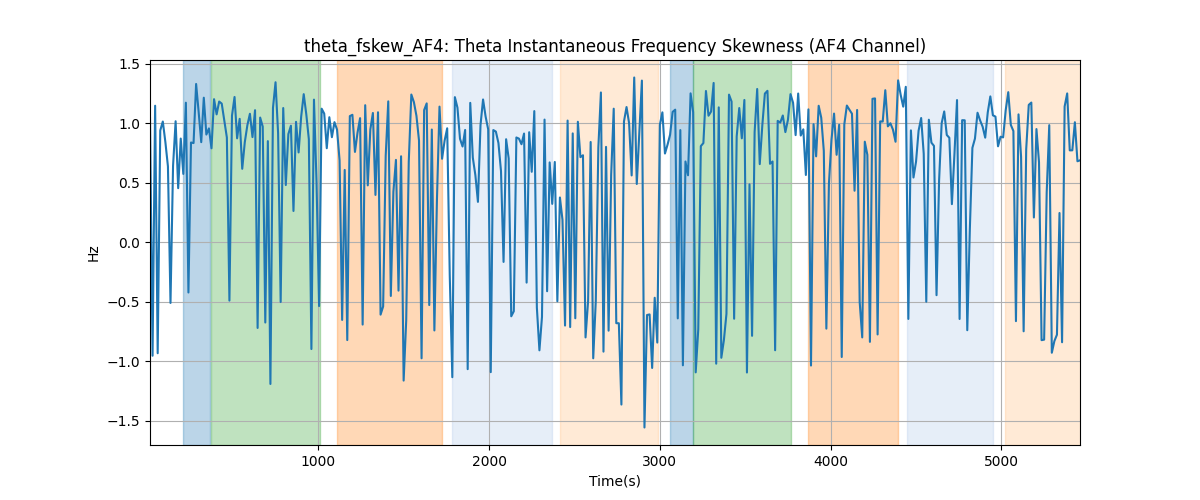 theta_fskew_AF4: Theta Instantaneous Frequency Skewness (AF4 Channel)
1.5
1.0
0.5
0.0
−0.5
−1.0
−1.5
Hz
1000 2000 3000 4000 5000
Time(s)